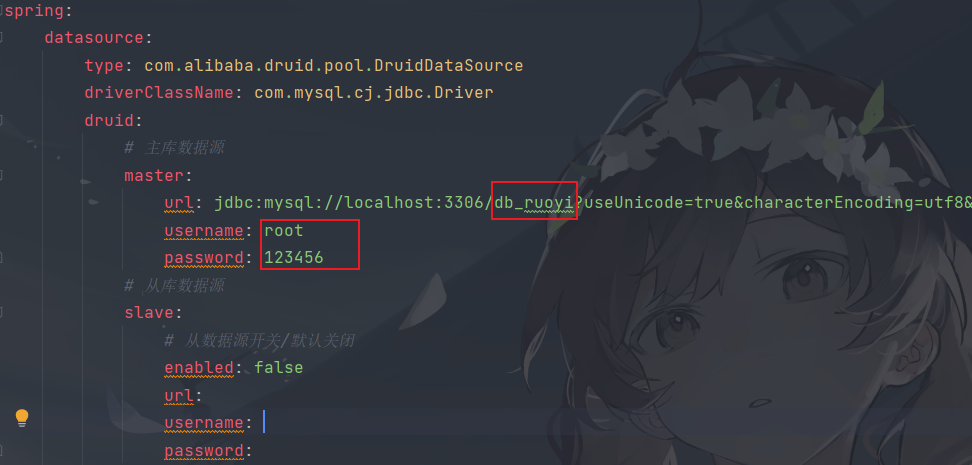 spring:
datasource:
type: com.alibaba.druid.pool.DruidDataSource
driverClassName: com.mysql.cj.jdbc.Driver
druid:
# 主库数据源
master:
url: jdbc:mysql://localhost:3306/db_ruoyi?useUnicode=true&characterEncoding=utf8&
username: root
password: 123456
# 从库数据源
slave:
# 从数据源开关/默认关闭
enabled: false
url:
username:
password: